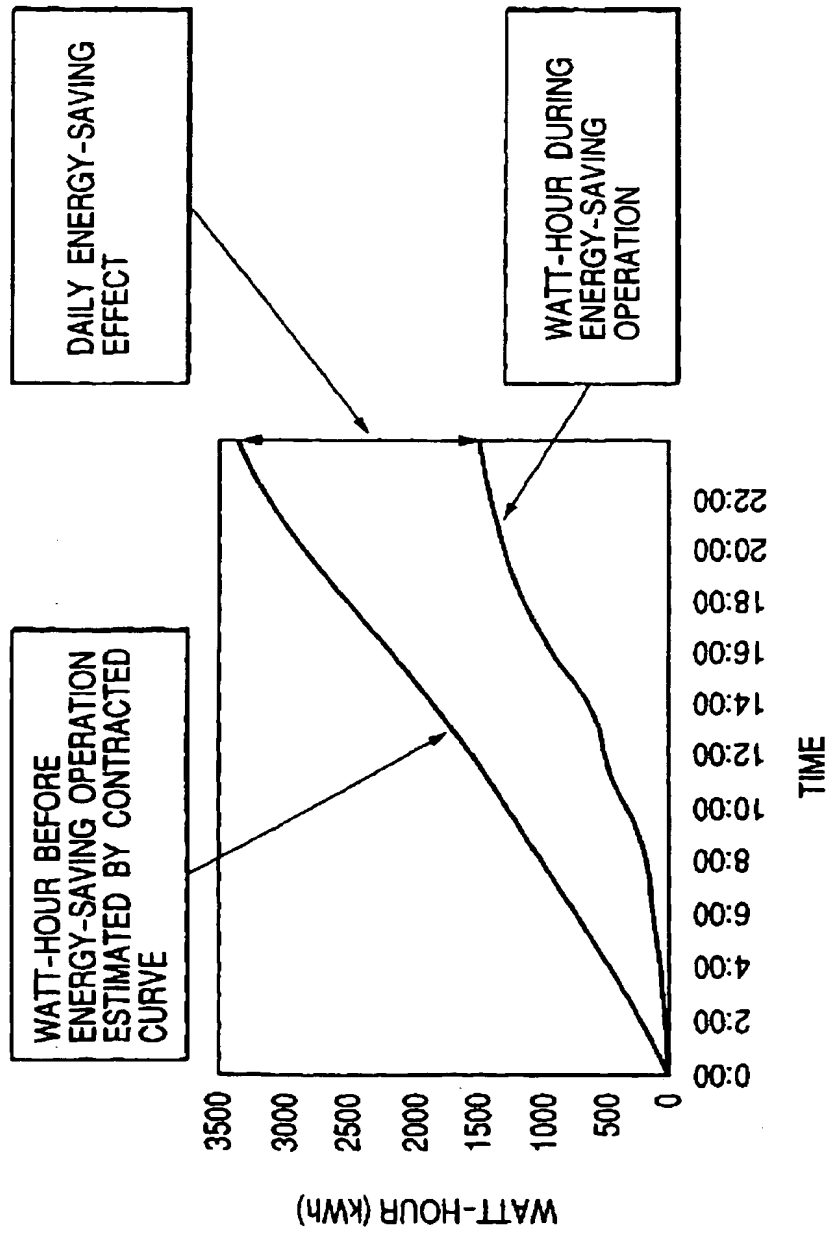 WATT-HOUR BEFORE
ENERGY-SAVING OPERATION
ESTIMATED BY CONTRACTED
CURVE
DAILY ENERGY-SAVING
EFFECT
WATT-HOUR DURING
ENERGY-SAVING
OPERATION
WATT-HOUR (kWh)
3500
3000
2500
2000
1500
1000
500
0
0:00
2:00
4:00
6:00
8:00
10:00
12:00
14:00
16:00
18:00
20:00
22:00
TIME